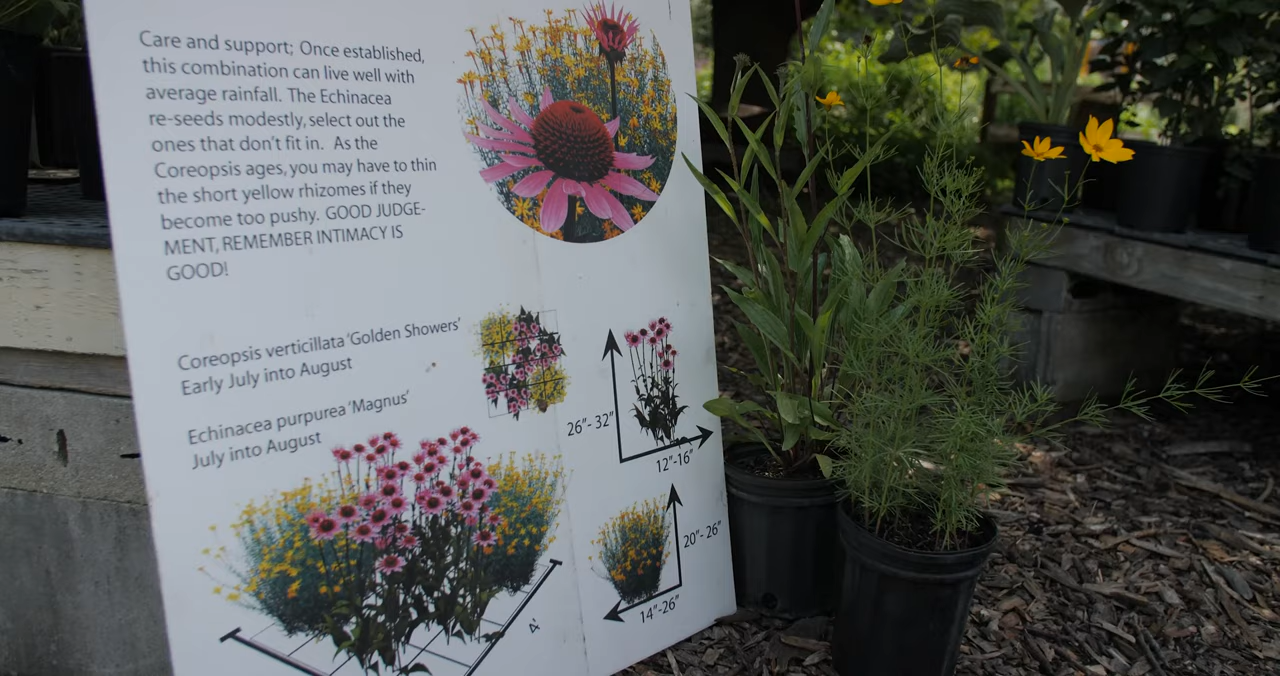 Care and support; Once established,
this combination can live well with
average rainfall. The Echinacea
re-seeds modestly, select out the
ones that don't fit in. As the
Coreopsis ages, you may have to thin
the short yellow rhizomes if they
become too pushy. GOOD JUDGE-
MENT, REMEMBER INTIMACY IS
GOOD!
Coreopsis verticillata 'Golden Showers'
Early July into August
Echinacea purpurea 'Magnus'
July into August
26"- 32"
12"-16"
20"- 26"
14"-26"
4'